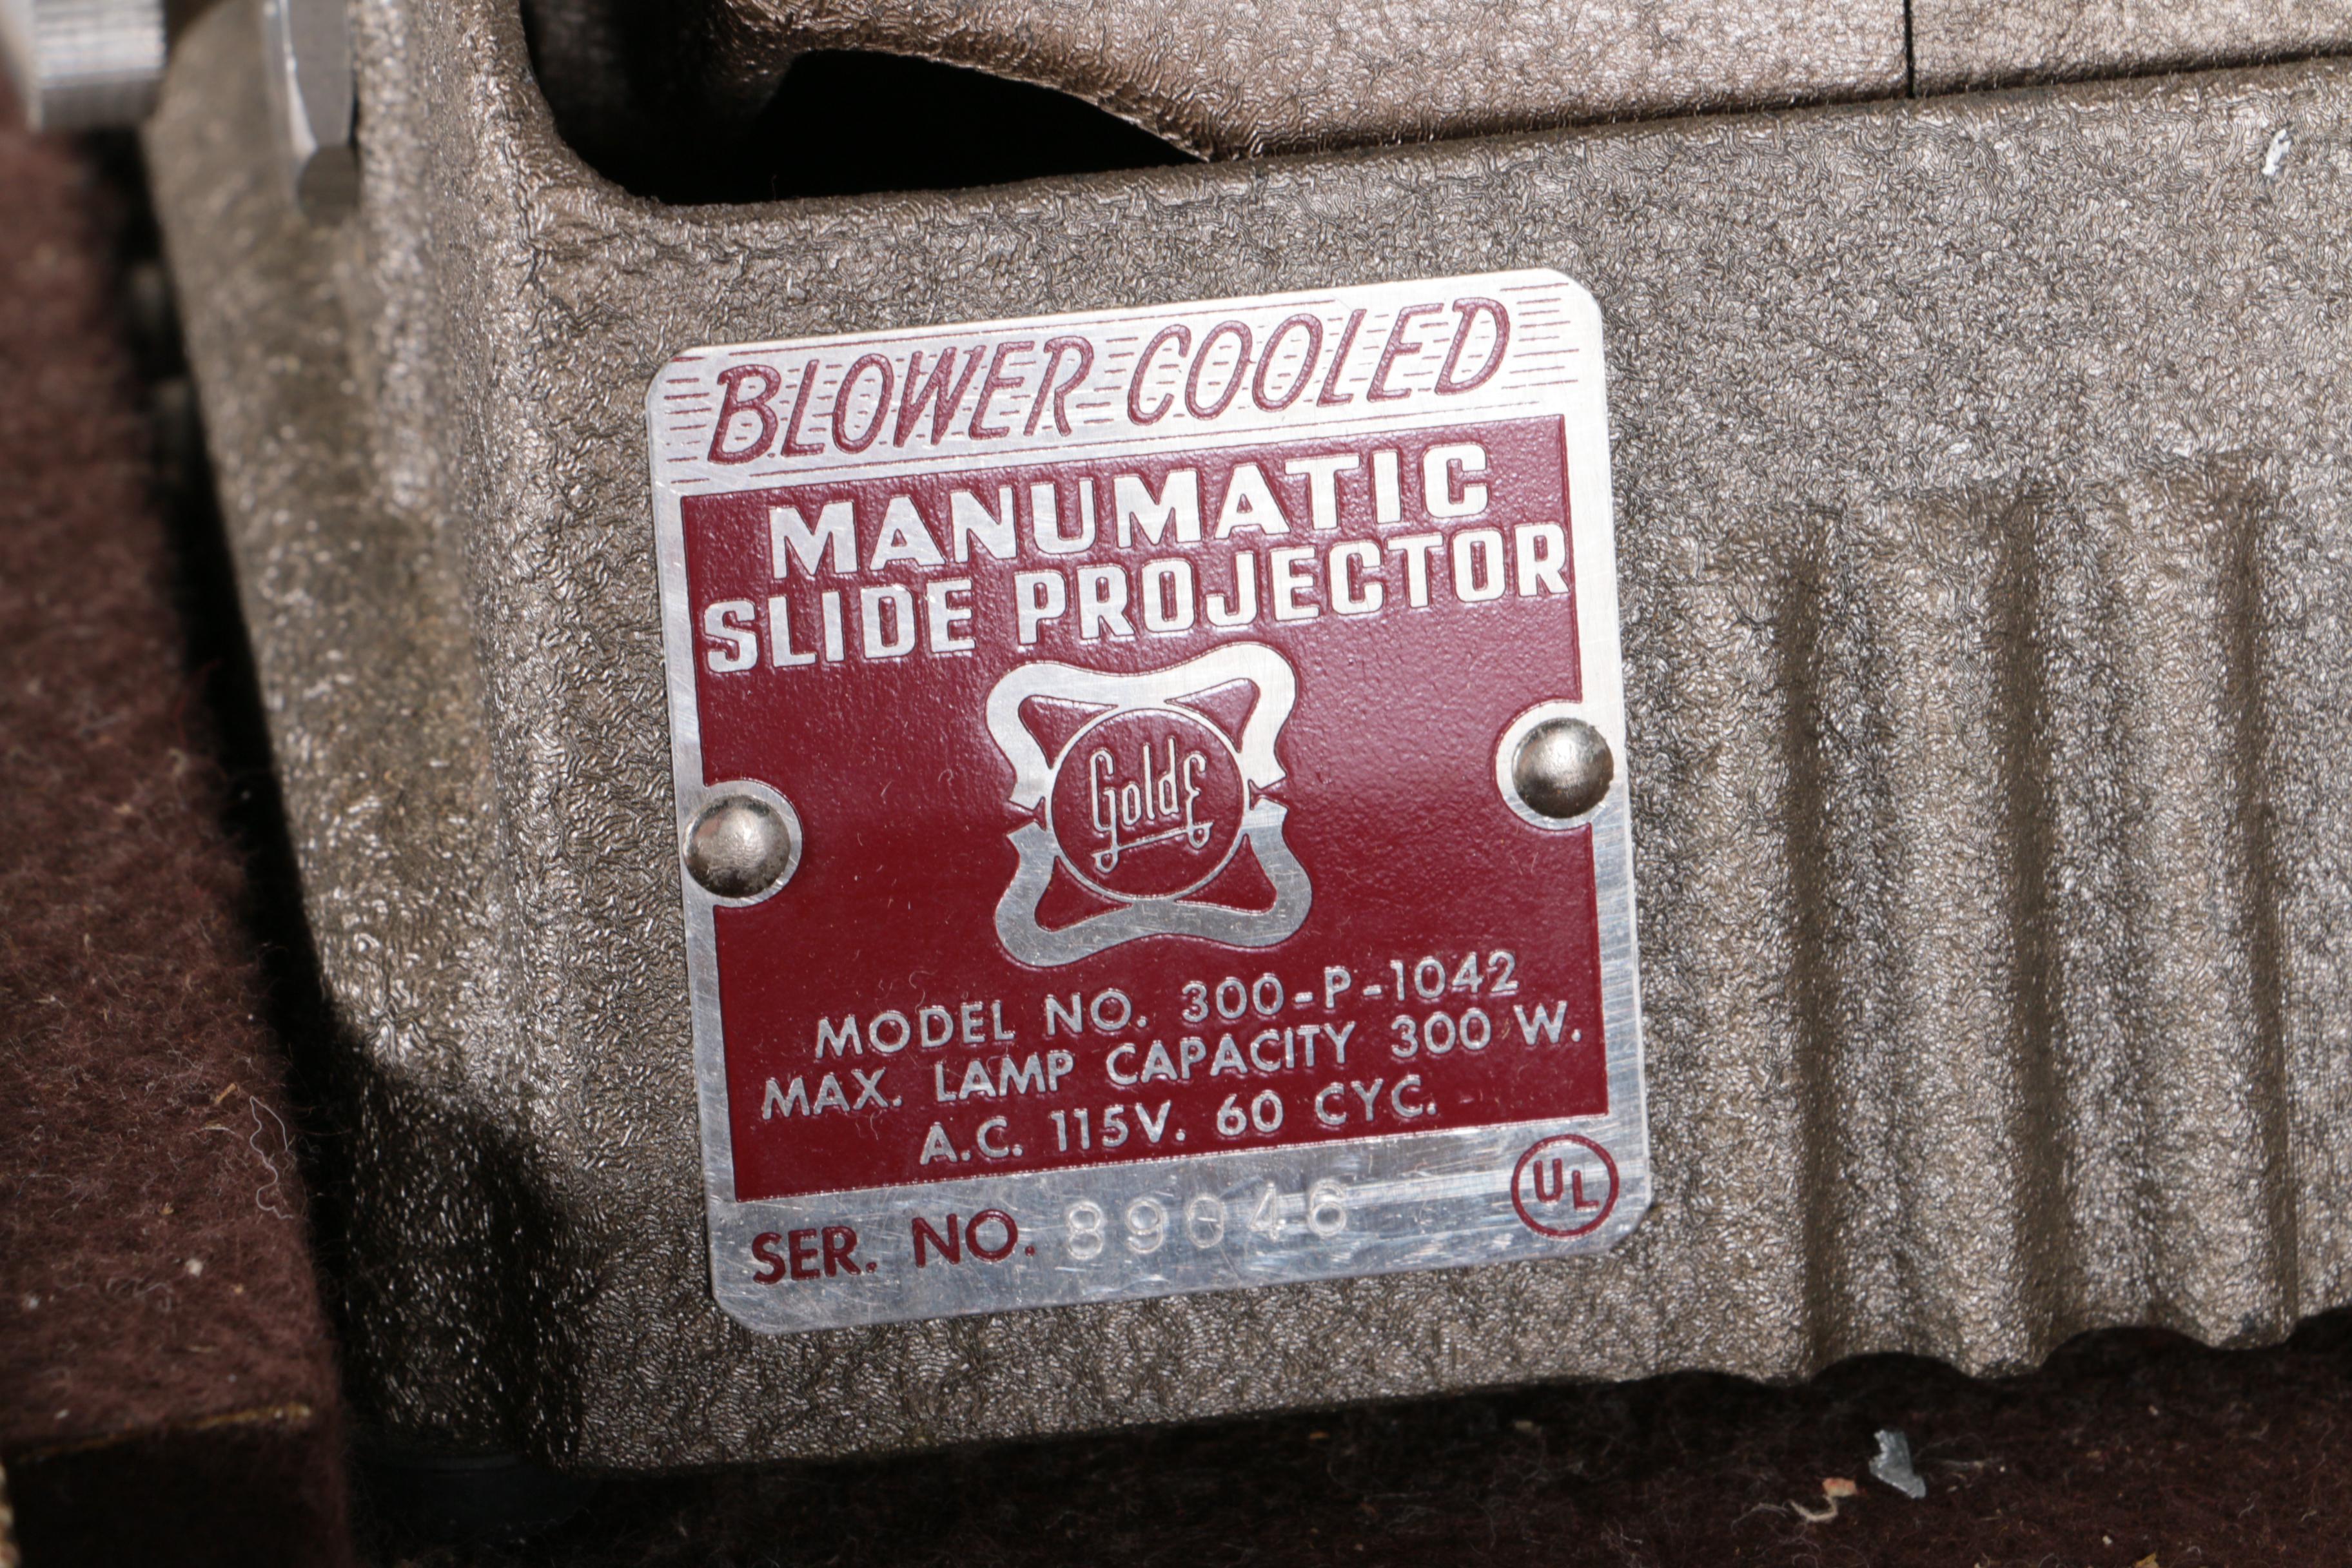 BLOWER COOLED
MANUMATIC
SLIDE PROJECTOR
GoldE
MODEL NO. 300-P-1042
MAX. LAMP CAPACITY 300 W.
A.C. 115V. 60 CYC.
SER. NO. 89046
UL